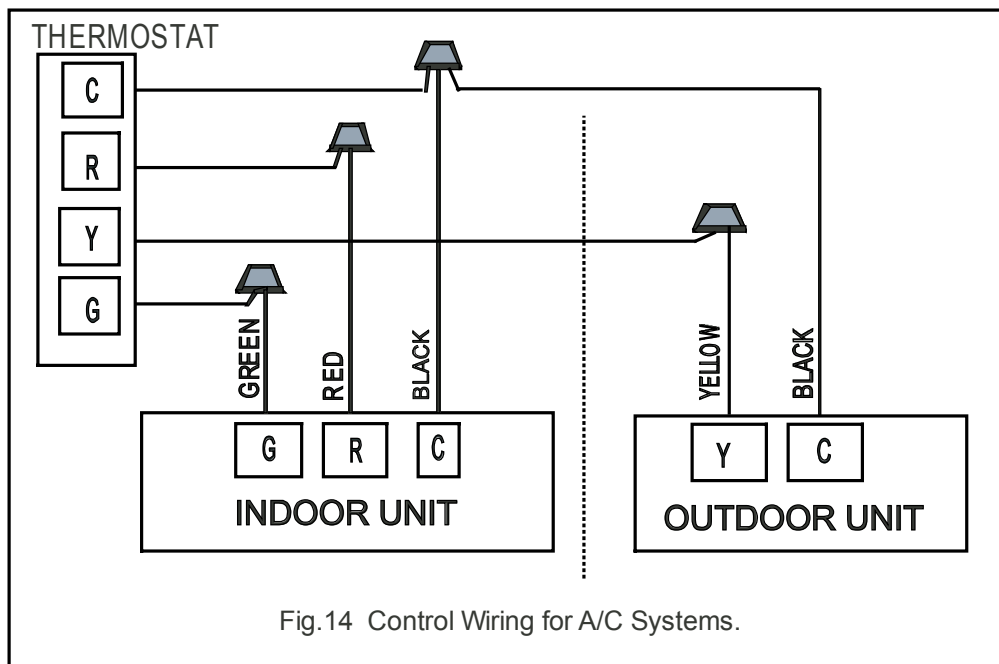 THERMOSTAT
C
R
Y
G
GREEN
RED
BLACK
YELLOW
BLACK
G R C
Y C
INDOOR UNIT
OUTDOOR UNIT
Fig.14 Control Wiring for A/C Systems.